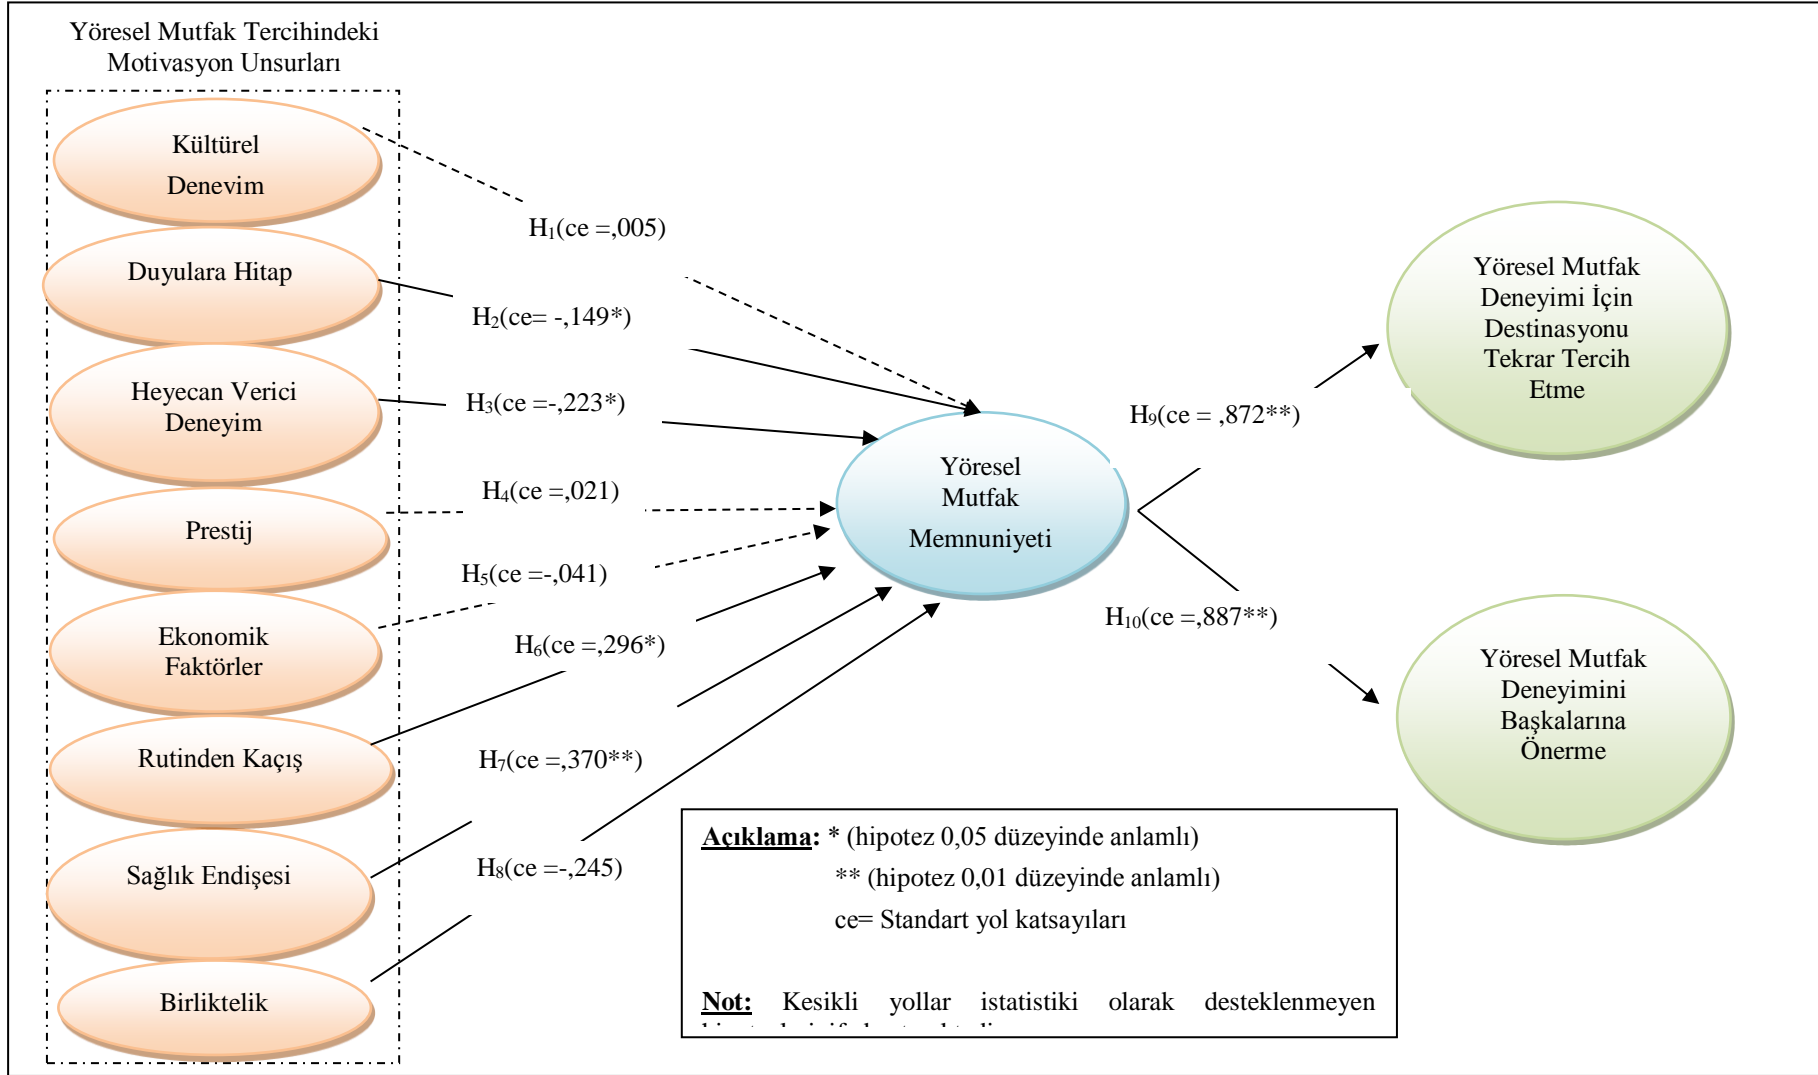 Yöresel Mutfak Tercihindeki
Motivasyon Unsurları
Kültürel
Denevim
Duyulara Hitap
Heyecan Verici
Deneyim
Prestij
Ekonomik
Faktörler
Rutinden Kaçış
Sağlık Endişesi
Birliktelik
H1(ce =,005)
H2(ce= -,149*)
H3(ce =-,223*)
H4(ce =,021)
H5(ce =-,041)
H6(ce =,296*)
H7(ce =,370**)
H8(ce =-,245)
Yöresel
Mutfak
Memnuniyeti
H9(ce = ,872**)
H10(ce =,887**)
Yöresel Mutfak
Deneyimi İçin
Destinasyonu
Tekrar Tercih
Etme
Yöresel Mutfak
Deneyimini
Başkalarına
Önerme
Açıklama: * (hipotez 0,05 düzeyinde anlamlı)
** (hipotez 0,01 düzeyinde anlamlı)
ce= Standart yol katsayıları
Not: Kesikli yollar istatistiki olarak desteklenmeyen